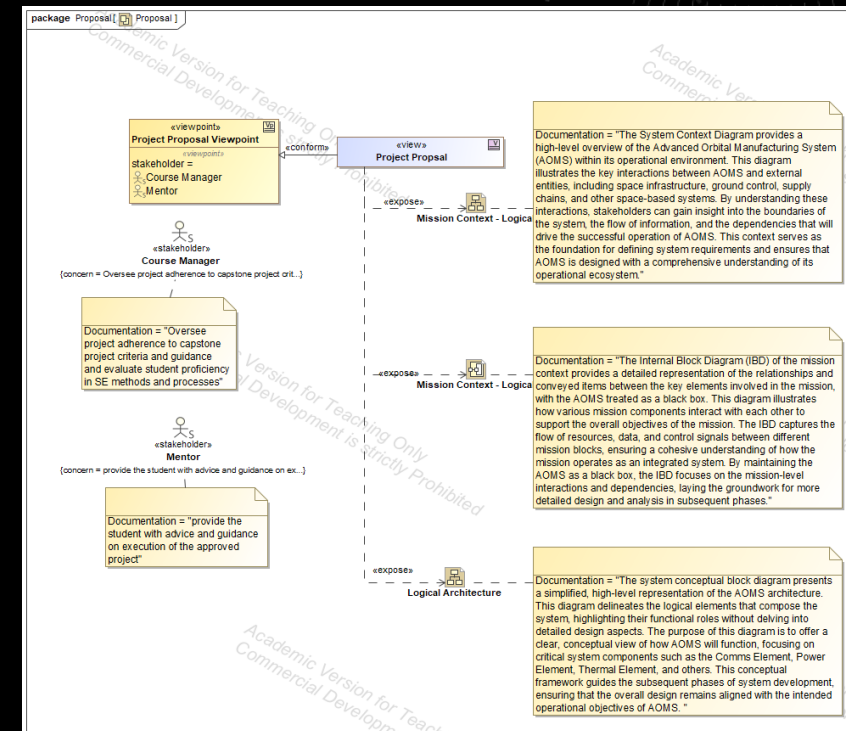 package Proposal[ Proposal ]
«viewpoint»
Project Proposal Viewpoint
«viewpoint»
stakeholder =
Course Manager
Mentor
«conform»
«view»
Project Propsal
«stakeholder»
Course Manager
{concern = Oversee project adherence to capstone project crit...}
Documentation = "Oversee
project adherence to capstone
project criteria and guidance
and evaluate student proficiency
in SE methods and processes"
«stakeholder»
Mentor
{concern = provide the student with advice and guidance on ex...}
Documentation = "provide the
student with advice and guidance
on execution of the approved
project"
«expose»
Mission Context - Logica
Documentation = "The System Context Diagram provides a
high-level overview of the Advanced Orbital Manufacturing System
(AOMS) within its operational environment. This diagram
illustrates the key interactions between AOMS and external
entities, including space infrastructure, ground control, supply
chains, and other space-based systems. By understanding these
interactions, stakeholders can gain insight into the boundaries of
the system, the flow of information, and the dependencies that will
drive the successful operation of AOMS. This context serves as
the foundation for defining system requirements and ensures that
AOMS is designed with a comprehensive understanding of its
operational ecosystem."
«expose»
Mission Context - Logica
Documentation = "The Internal Block Diagram (IBD) of the mission
context provides a detailed representation of the relationships and
conveyed items between the key elements involved in the mission,
with the AOMS treated as a black box. This diagram illustrates
how various mission components interact with each other to
support the overall objectives of the mission. The IBD captures the
flow of resources, data, and control signals between different
mission blocks, ensuring a cohesive understanding of how the
mission operates as an integrated system. By maintaining the
AOMS as a black box, the IBD focuses on the mission-level
interactions and dependencies, laying the groundwork for more
detailed design and analysis in subsequent phases."
«expose»
Logical Architecture
Documentation = "The system conceptual block diagram presents
a simplified, high-level representation of the AOMS architecture.
This diagram delineates the logical elements that compose the
system, highlighting their functional roles without delving into
detailed design aspects. The purpose of this diagram is to offer a
clear, conceptual view of how AOMS will function, focusing on
critical system components such as the Comms Element, Power
Element, Thermal Element, and others. This conceptual
framework guides the subsequent phases of system development,
ensuring that the overall design remains aligned with the intended
operational objectives of AOMS. "
Academic Version for Teaching Only
Commercial Development is strictly Prohibited